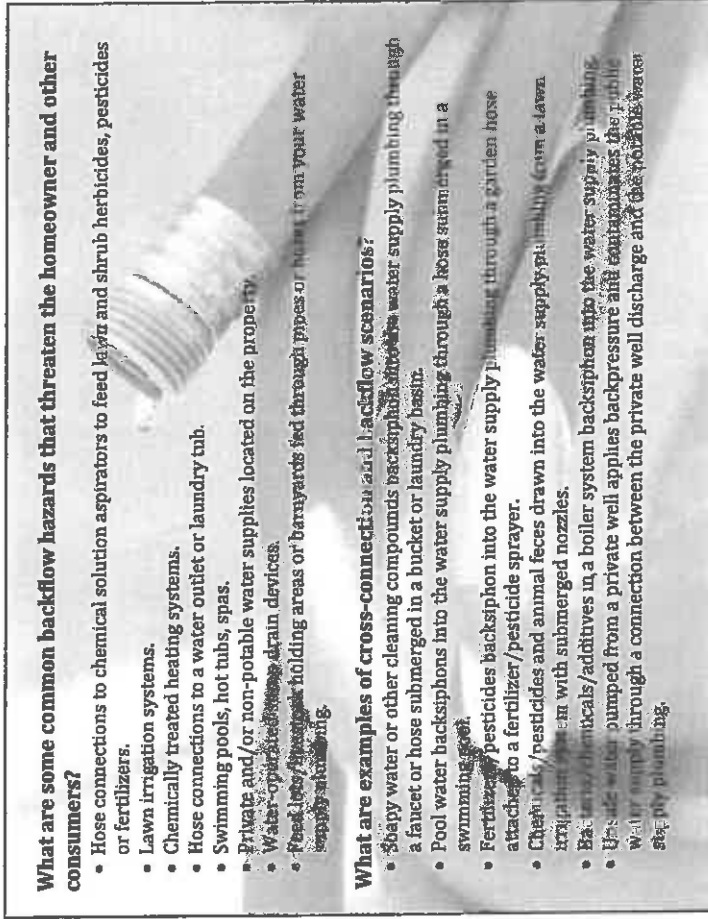 What are some common backflow hazards that threaten the homeowner and other
consumers?
• Hose connections to chemical solution aspirators to feed lawn and shrub herbicides, pesticides
or fertilizers.
• Lawn irrigation systems.
• Chemically treated heating systems.
• Hose connections to a water outlet or laundry tub.
• Swimming pools, hot tubs, spas.
• Private and/or non-potable water supplies located on the property.
• Water-operated sump drain devices.
• Feed lots/livestock holding areas or barnyards fed through pipes or hoses from your water
supply plumbing.
What are examples of cross-connection and backflow scenarios?
• Soapy water or other cleaning compounds backsiphon into the water supply plumbing through
a faucet or hose submerged in a bucket or laundry basin.
• Pool water backsiphons into the water supply plumbing through a hose submerged in a
swimming pool.
• Fertilizers/pesticides backsiphon into the water supply plumbing through a garden hose
attached to a fertilizer/pesticide sprayer.
• Chemicals/pesticides and animal feces drawn into the water supply plumbing from a lawn
irrigation system with submerged nozzles.
• Bacteria/chemicals/additives in a boiler system backsiphon into the water supply plumbing.
• Unsafe water pumped from a private well applies backpressure and contaminates the public
water supply through a connection between the private well discharge and the potable water
supply plumbing.